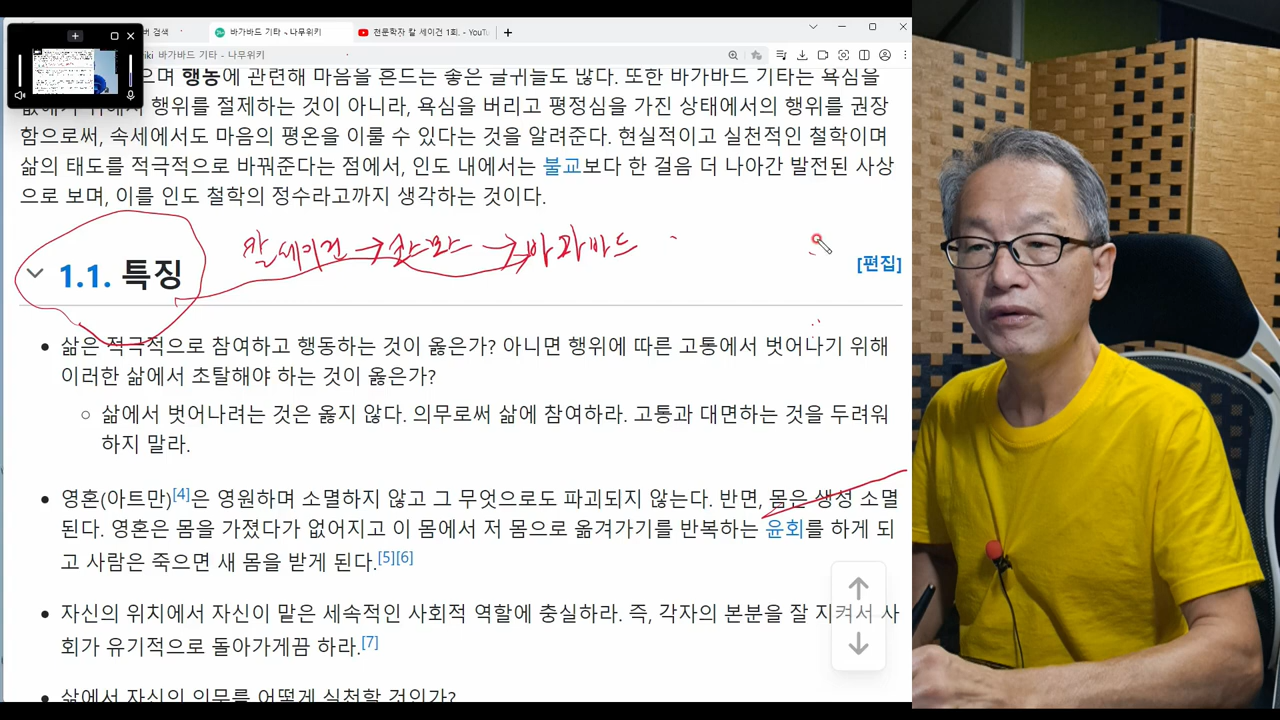 버 검색
바가바드 기타 - 나무위키
전문학자 칼 세이건 1회. - YouTu
iki 바가바드 기타 - 나무위키
으며 행동에 관련해 마음을 흔드는 좋은 글귀들도 많다. 또한 바가바드 기타는 욕심을
없애기 위해서 행위를 절제하는 것이 아니라, 욕심을 버리고 평정심을 가진 상태에서의 행위를 권장
함으로써, 속세에서도 마음의 평온을 이룰 수 있다는 것을 알려준다. 현실적이고 실천적인 철학이며
삶의 태도를 적극적으로 바꿔준다는 점에서, 인도 내에서는 불교보다 한 걸음 더 나아간 발전된 사상
으로 보며, 이를 인도 철학의 정수라고까지 생각하는 것이다.
칼세이건 → → 바가바드
1.1. 특징
[편집]
삶은 적극적으로 참여하고 행동하는 것이 옳은가? 아니면 행위에 따른 고통에서 벗어나기 위해
이러한 삶에서 초탈해야 하는 것이 옳은가?
삶에서 벗어나려는 것은 옳지 않다. 의무로써 삶에 참여하라. 고통과 대면하는 것을 두려워
하지 말라.
영혼(아트만)[4]은 영원하며 소멸하지 않고 그 무엇으로도 파괴되지 않는다. 반면, 몸은 생성 소멸
된다. 영혼은 몸을 가졌다가 없어지고 이 몸에서 저 몸으로 옮겨가기를 반복하는 윤회를 하게 되
고 사람은 죽으면 새 몸을 받게 된다.[5][6]
자신의 위치에서 자신이 맡은 세속적인 사회적 역할에 충실하라. 즉, 각자의 본분을 잘 지켜서 사
회가 유기적으로 돌아가게끔 하라.[7]
삶에서 자신의 의무를 어떻게 실천할 것인가?